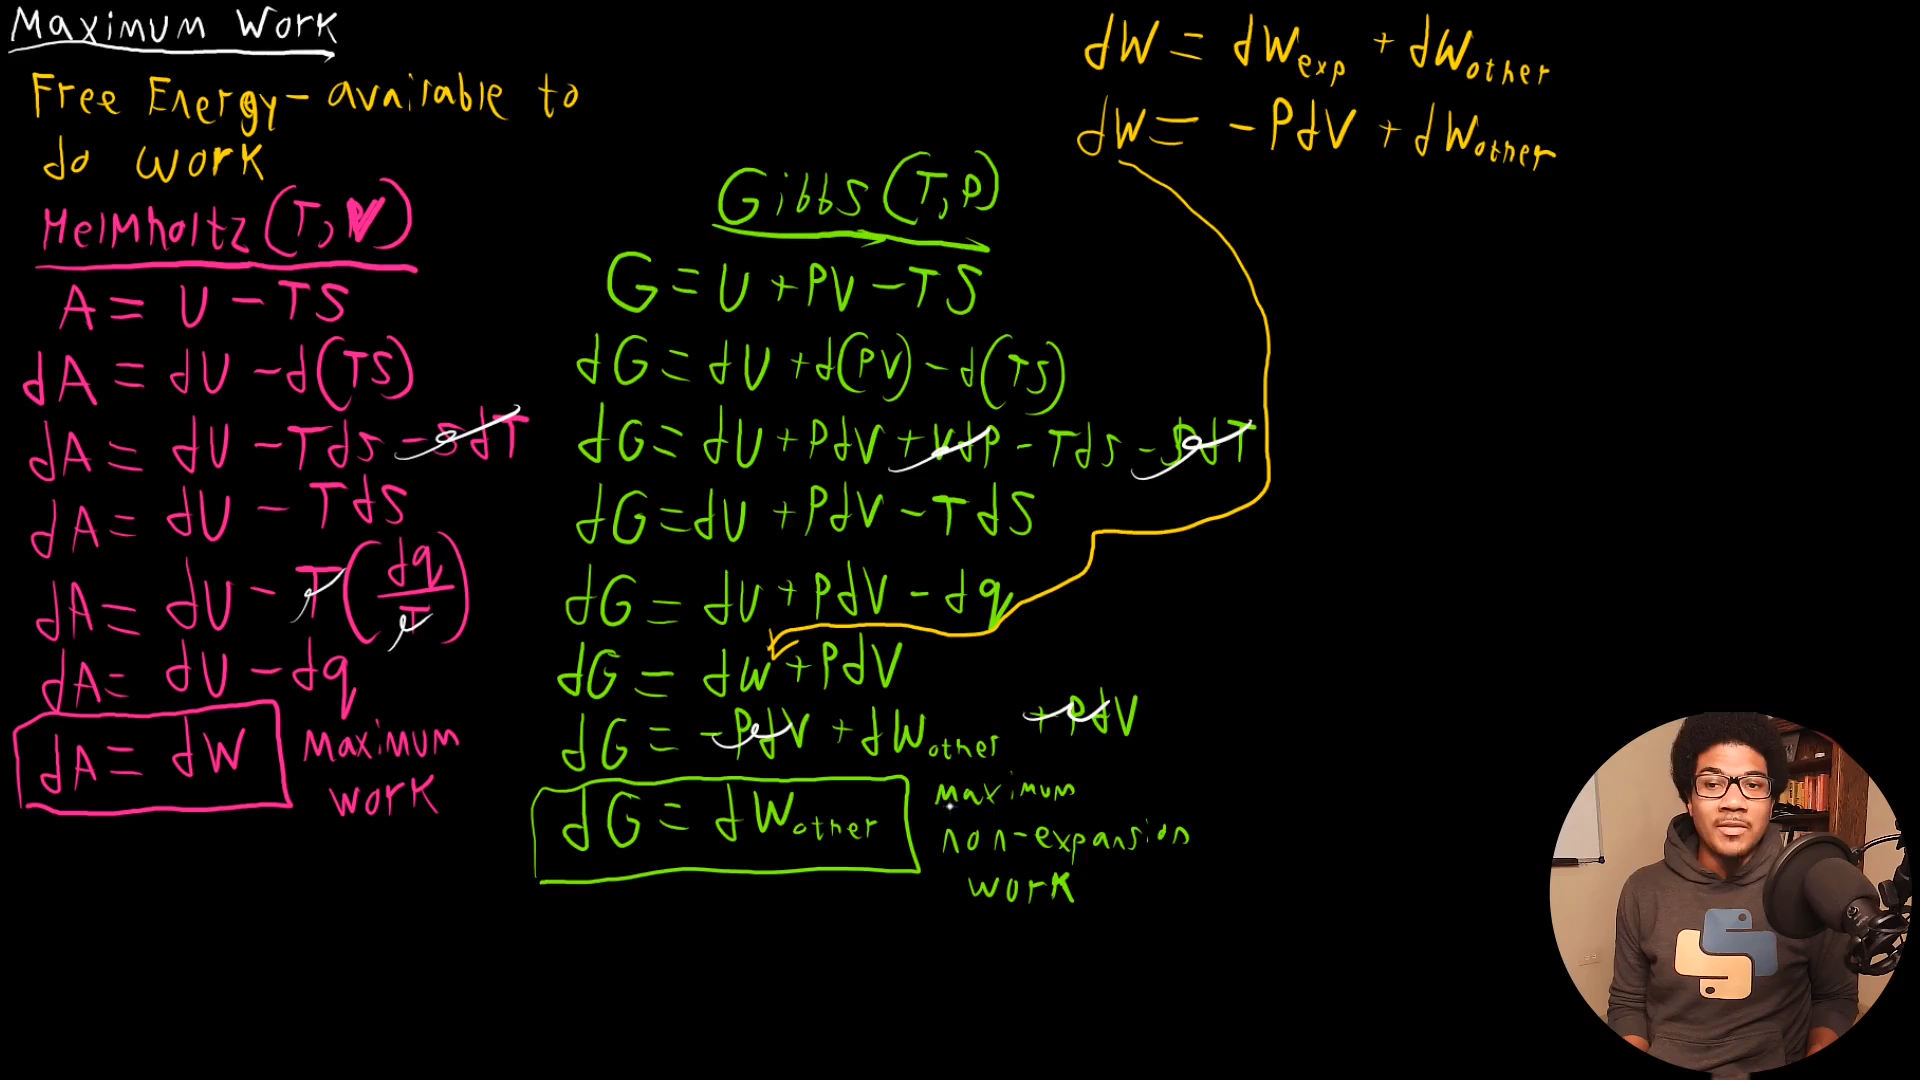 Maximum Work
Free Energy - available to
do work
Helmholtz (T, V)
A = U - TS
dA = dU - d(TS)
dA = dU - TdS - SdT
dA = dU - TdS
dA = dU - T(dq/T)
dA = dU - dq
dA = dW
Maximum
work
Gibbs (T, P)
G = U + PV - TS
dG = dU + d(PV) - d(TS)
dG = dU + PdV + VdP - TdS - SdT
dG = dU + PdV - TdS
dG = dU + PdV - dq
dG = dW + PdV
dG = -PdV + dWother + PdV
dG = dWother
maximum
non-expansion
work
dW = dWexp + dWother
dW = -PdV + dWother